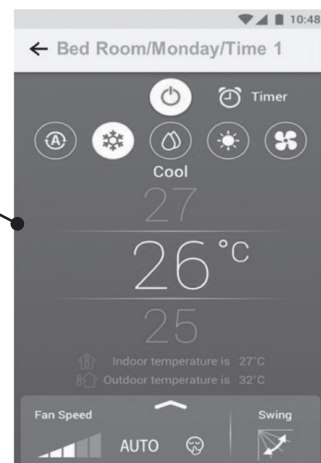 10:48
Bed Room/Monday/Time 1
Timer
A
Cool
27
26°C
25
Indoor temperature is 27°C
Outdoor temperature is 32°C
Fan Speed
Swing
AUTO